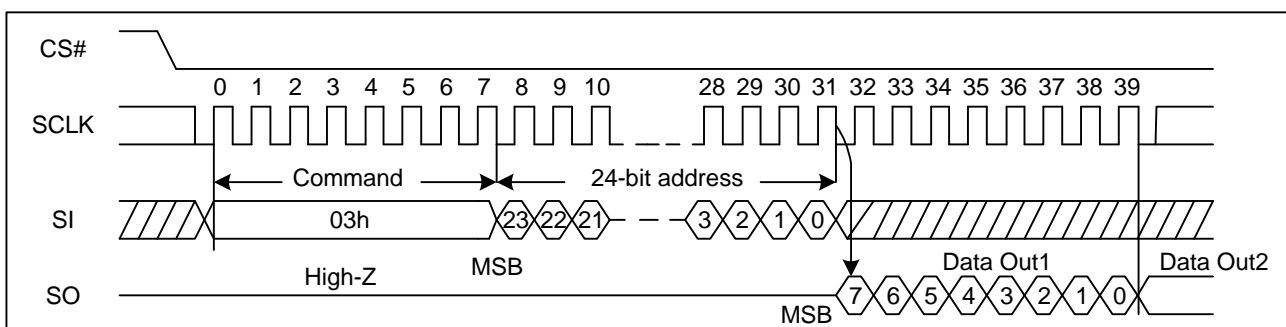 CS#
0 1 2 3 4 5 6 7 8 9 10 28 29 30 31 32 33 34 35 36 37 38 39
SCLK
Command 24-bit address
SI 03h 23 22 21 3 2 1 0
High-Z MSB Data Out1 Data Out2
SO 7 6 5 4 3 2 1 0
MSB